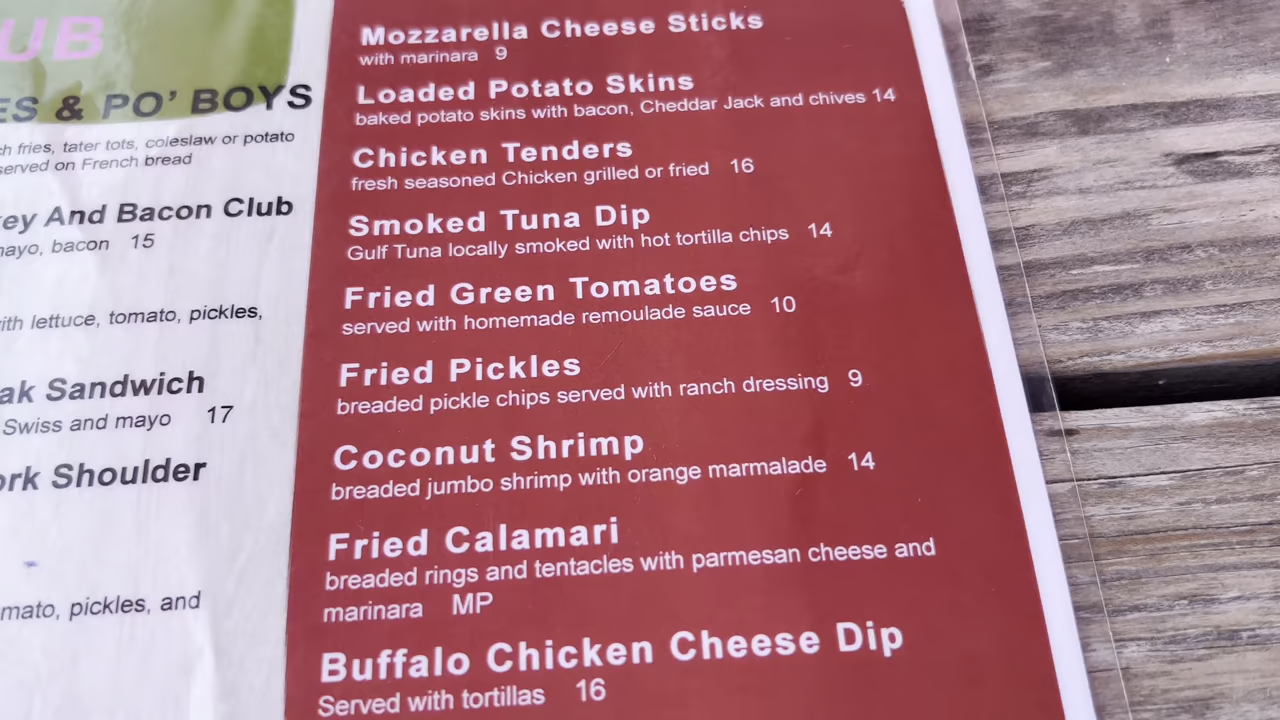 UB
ES & PO' BOYS
ch fries, tater tots, coleslaw or potato
served on French bread
ey And Bacon Club
mayo, bacon 15
with lettuce, tomato, pickles,
ak Sandwich
Swiss and mayo 17
ork Shoulder
mato, pickles, and
Mozzarella Cheese Sticks
with marinara 9
Loaded Potato Skins
baked potato skins with bacon, Cheddar Jack and chives 14
Chicken Tenders
fresh seasoned Chicken grilled or fried 16
Smoked Tuna Dip
Gulf Tuna locally smoked with hot tortilla chips 14
Fried Green Tomatoes
served with homemade remoulade sauce 10
Fried Pickles
breaded pickle chips served with ranch dressing 9
Coconut Shrimp
breaded jumbo shrimp with orange marmalade 14
Fried Calamari
breaded rings and tentacles with parmesan cheese and
marinara MP
Buffalo Chicken Cheese Dip
Served with tortillas 16